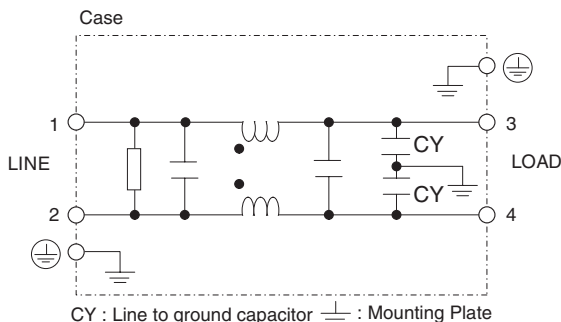 Case
1
3
CY
LINE
LOAD
CY
2
4
CY : Line to ground capacitor : Mounting Plate